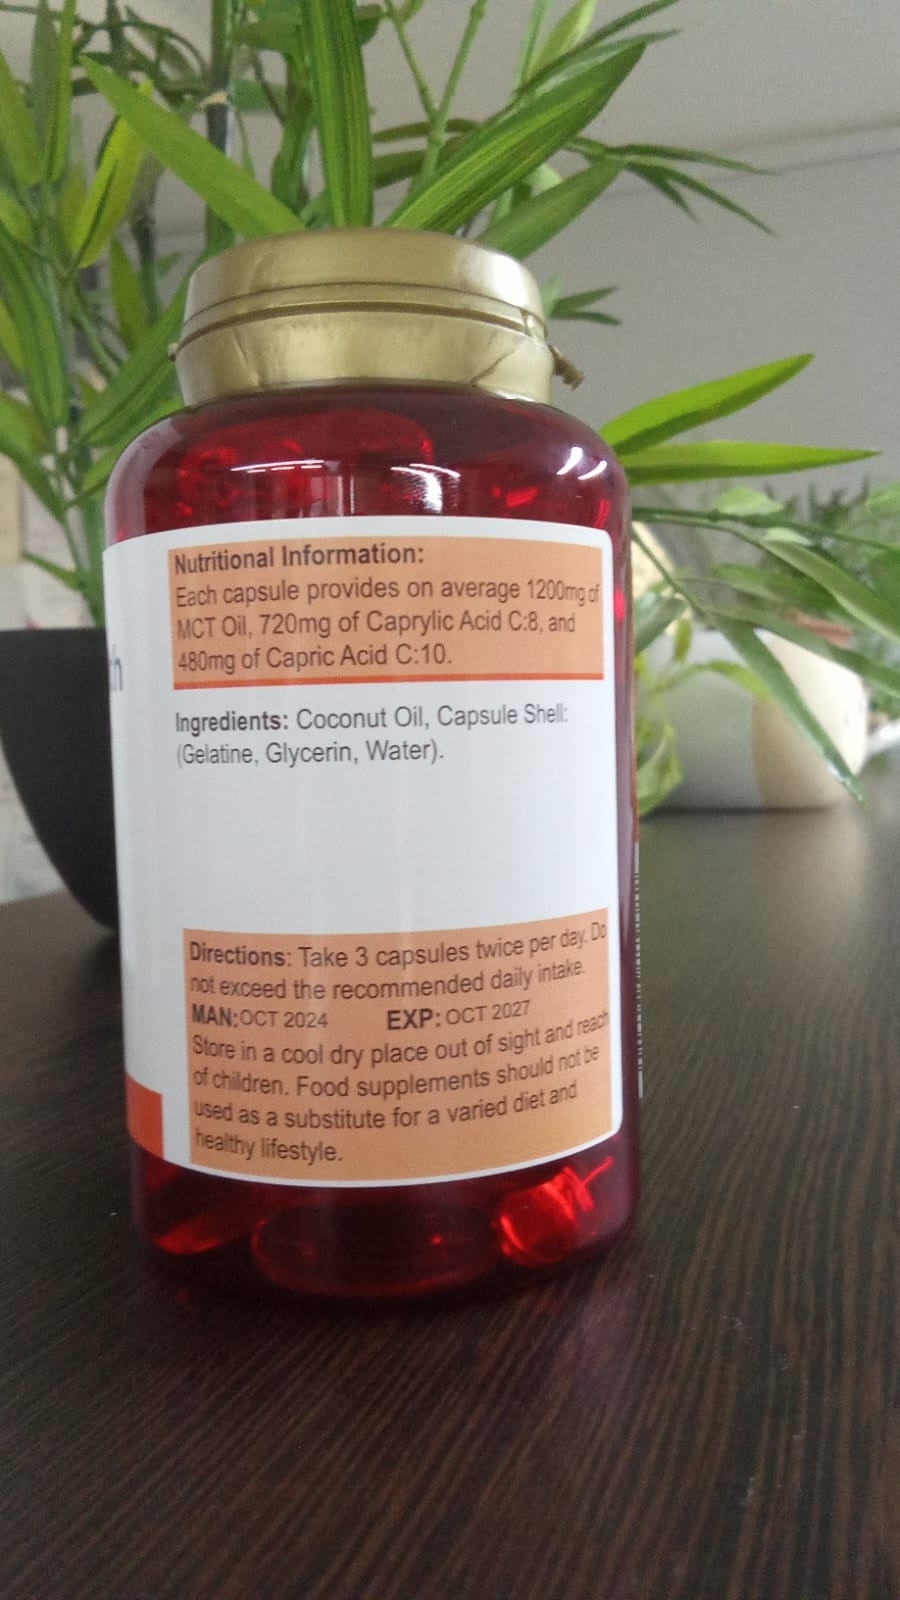 Nutritional Information:
Each capsule provides on average 1200mg of
MCT Oil, 720mg of Caprylic Acid C:8, and
480mg of Capric Acid C:10.
Ingredients: Coconut Oil, Capsule Shell:
(Gelatine, Glycerin, Water).
Directions: Take 3 capsules twice per day. Do
not exceed the recommended daily intake.
MAN:OCT 2024 EXP: OCT 2027
Store in a cool dry place out of sight and reach
of children. Food supplements should not be
used as a substitute for a varied diet and
healthy lifestyle.